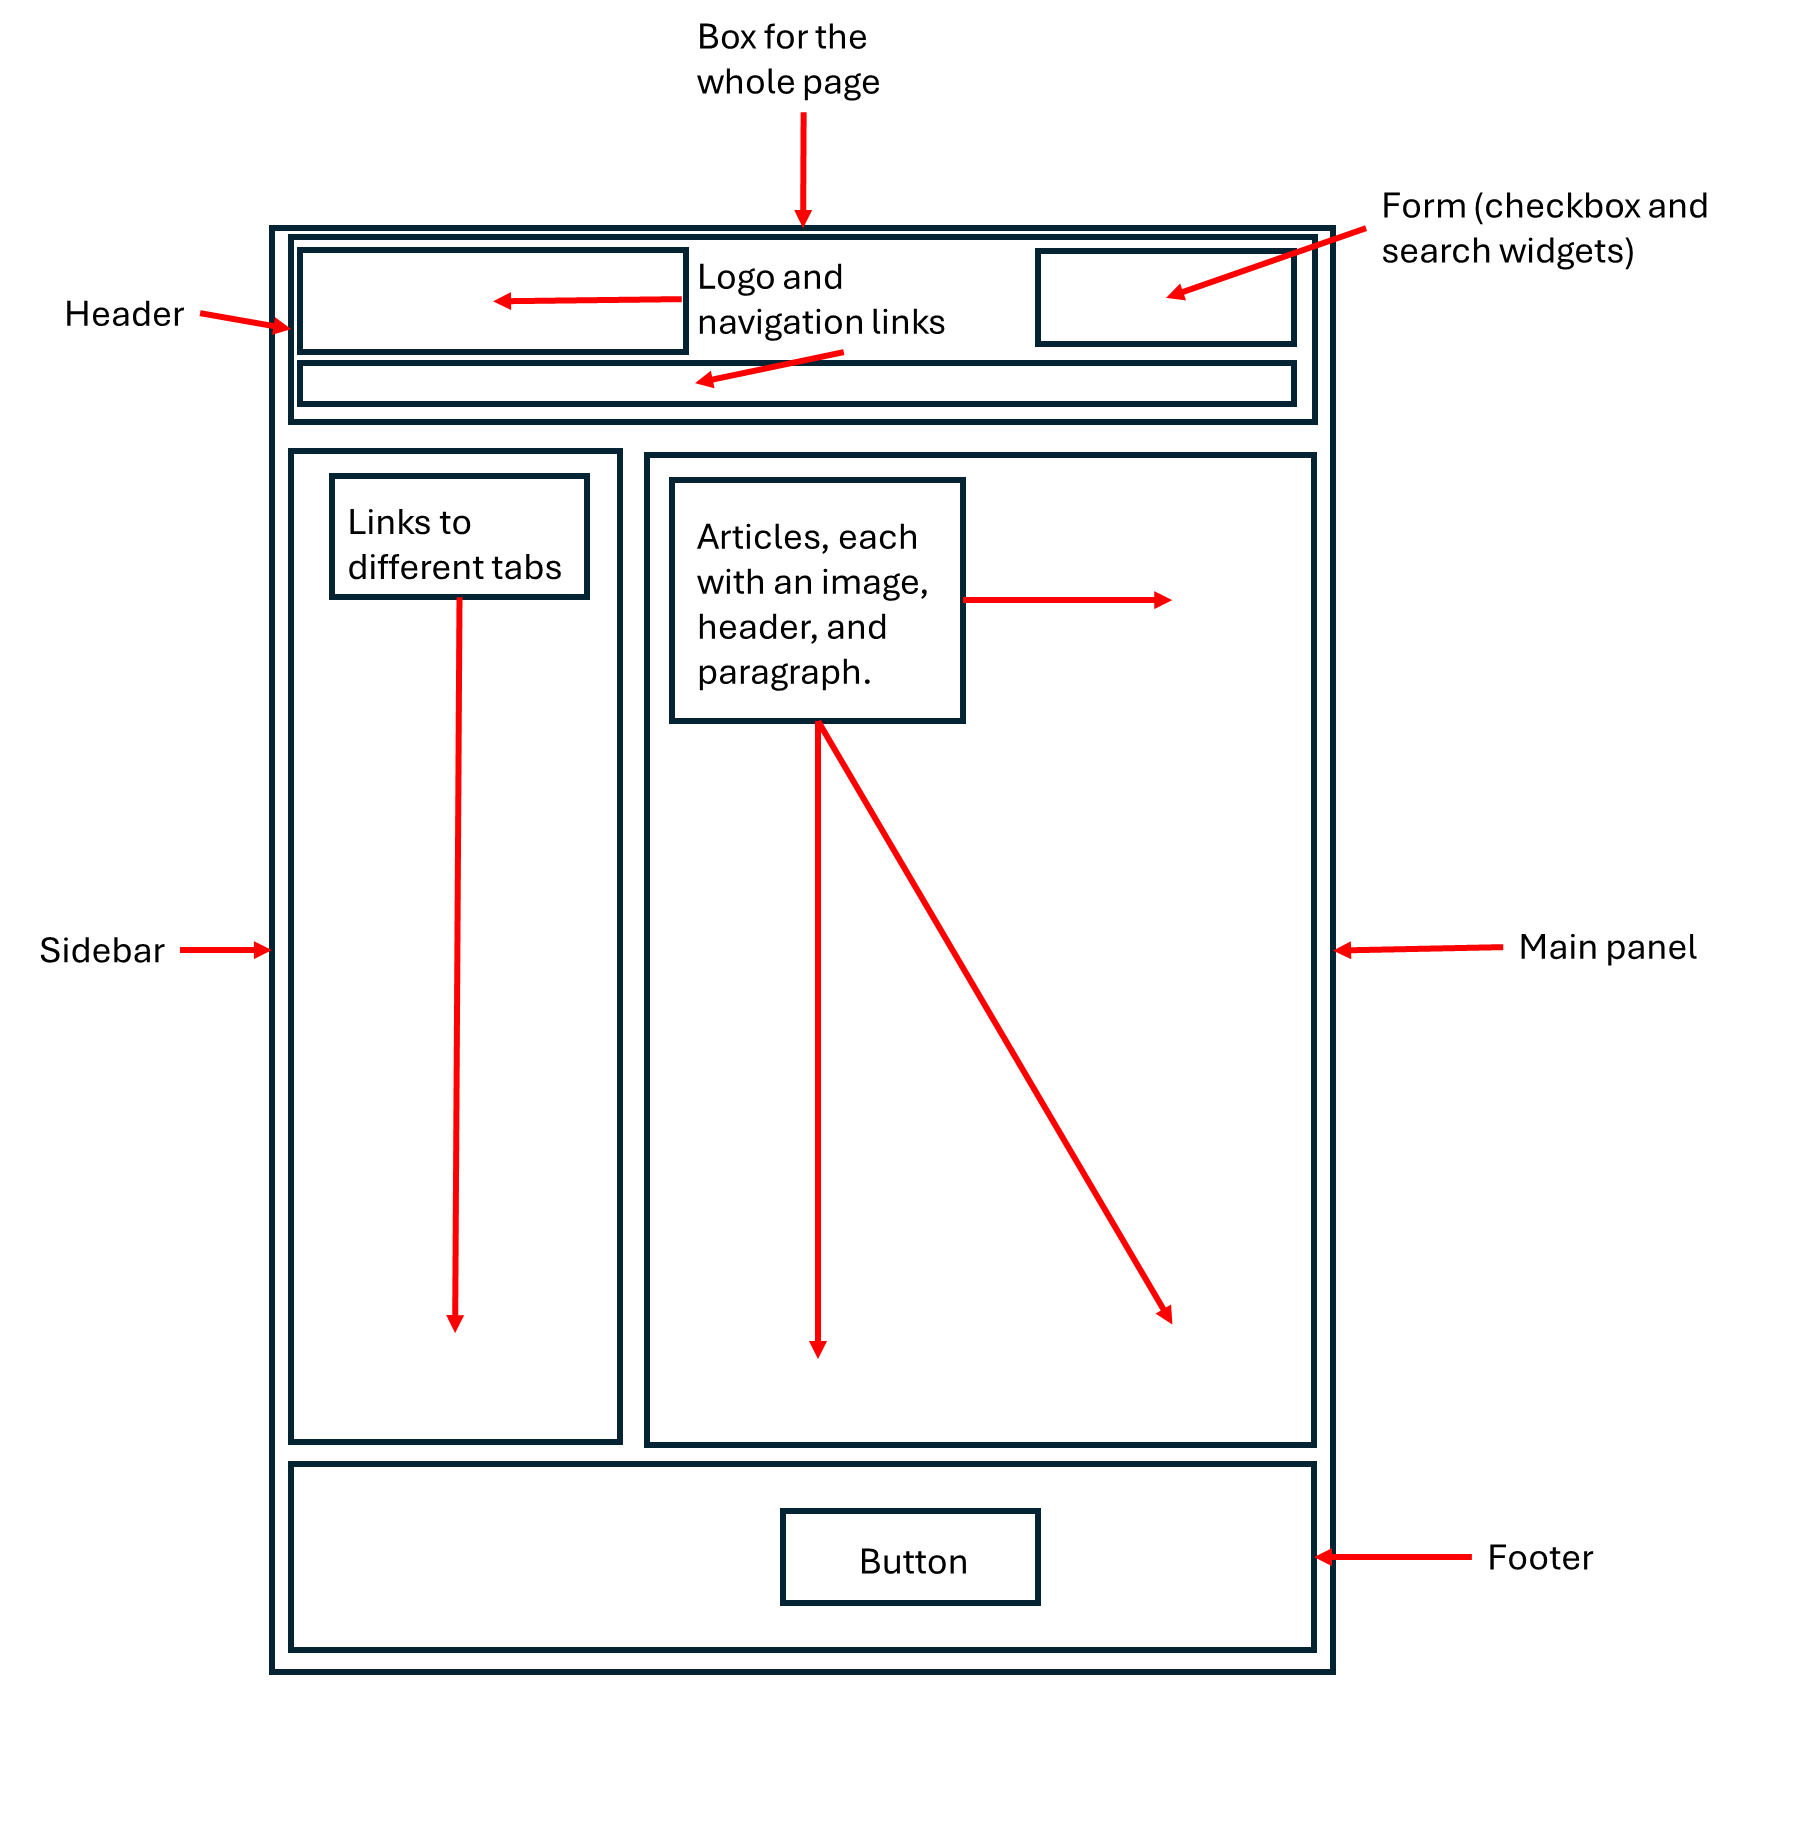 Box for the
whole page
Form (checkbox and
search widgets)
Logo and
navigation links
Header
Links to
different tabs
Articles, each
with an image,
header, and
paragraph.
Sidebar
Main panel
Button
Footer